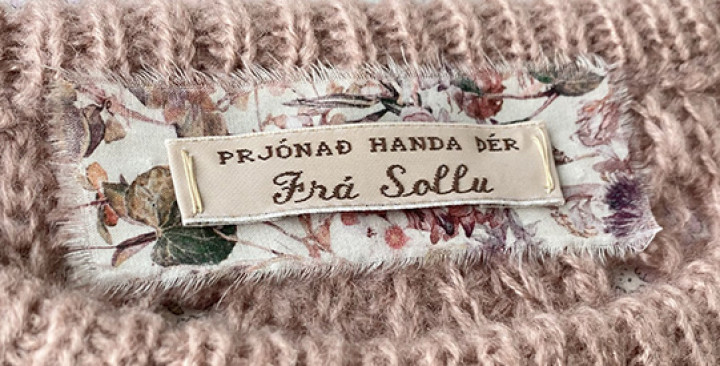 PRJÓNAÐ HANDA ÞÉR
Frá Sollu